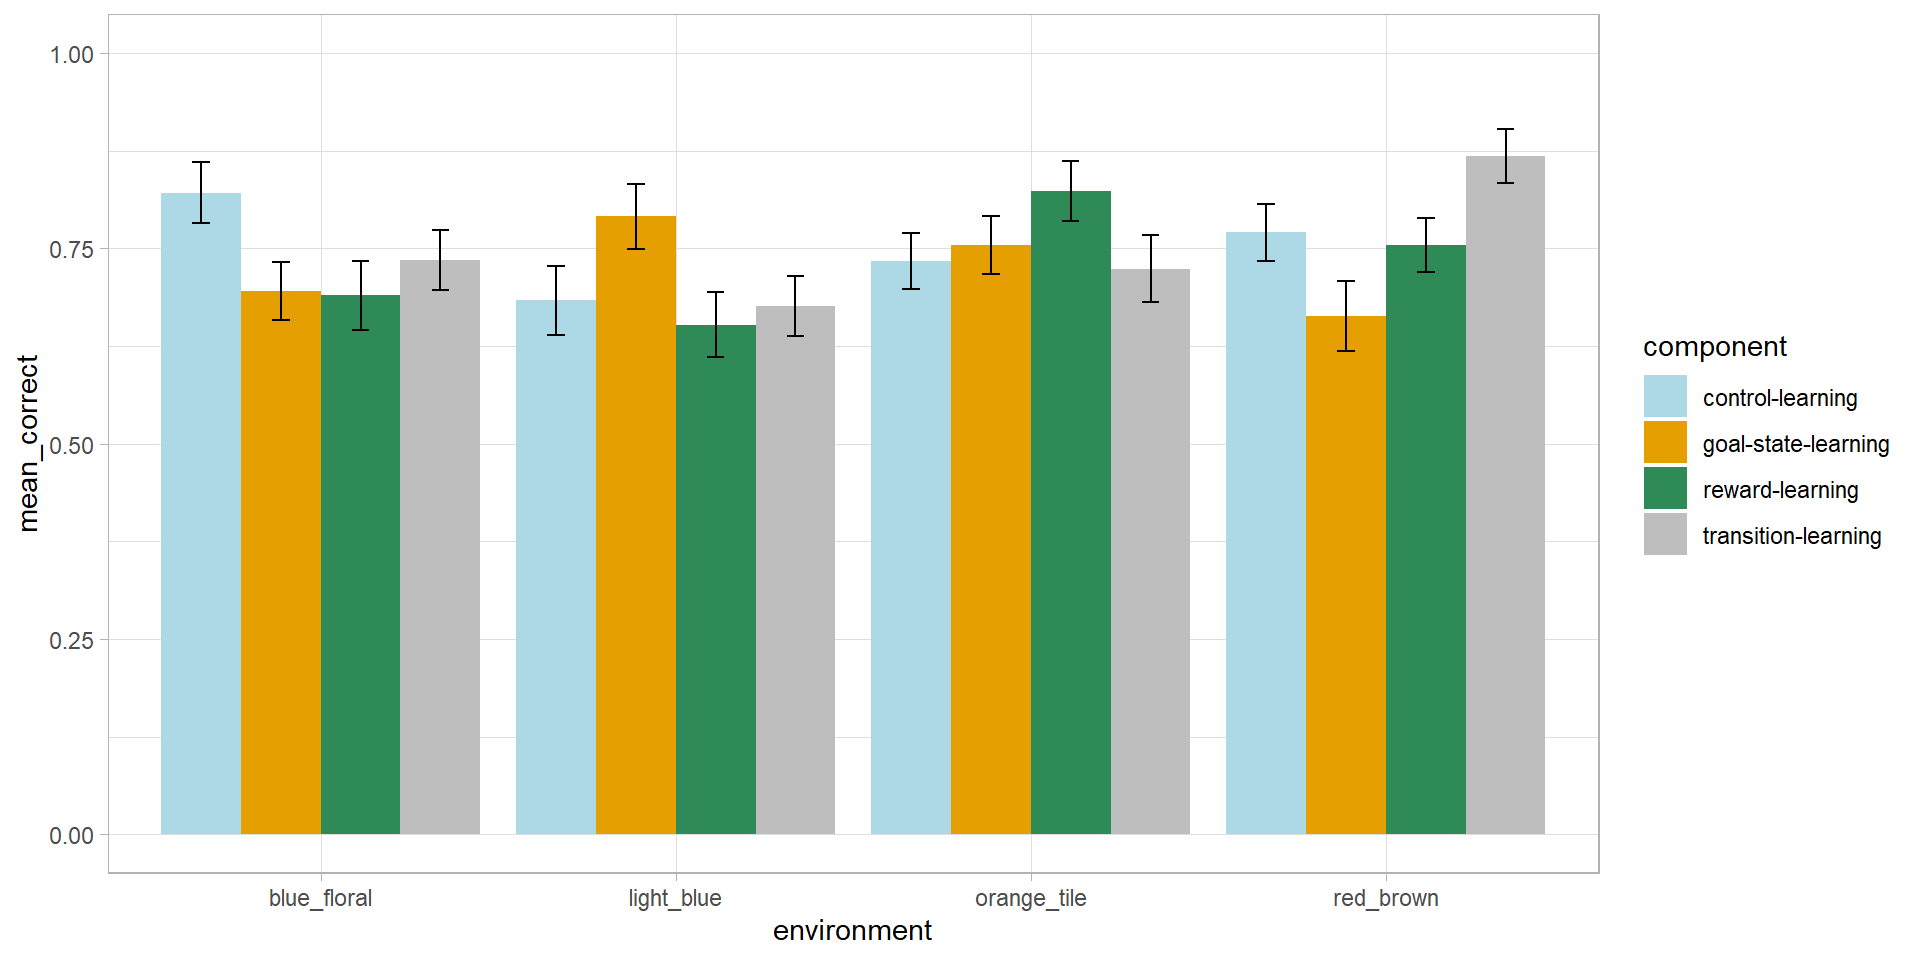 1.00
0.75
0.50
0.25
0.00
mean_correct
blue_floral
light_blue
orange_tile
red_brown
environment
component
control-learning
goal-state-learning
reward-learning
transition-learning